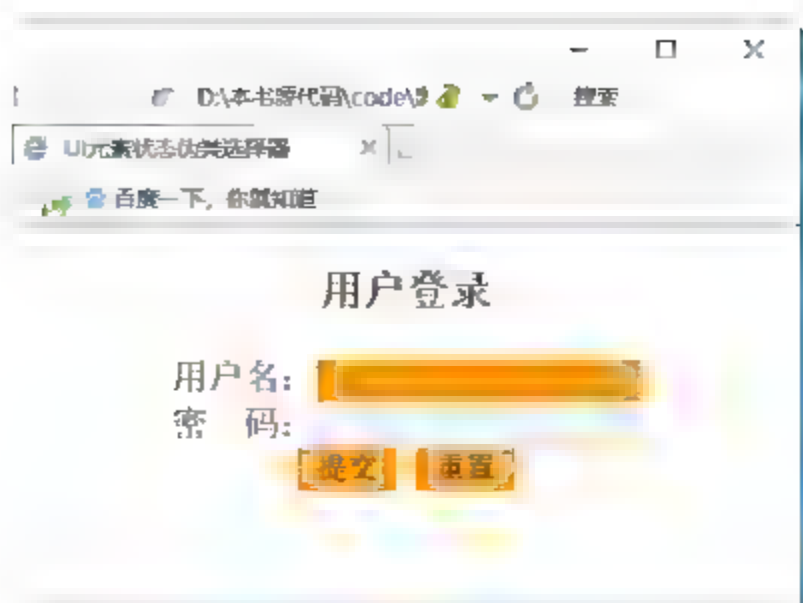 D:\本书源代码\code\ 搜索
UI元素状态伪类选择器
百度一下，你就知道
用户登录
用户名：
密 码：
提交 重置